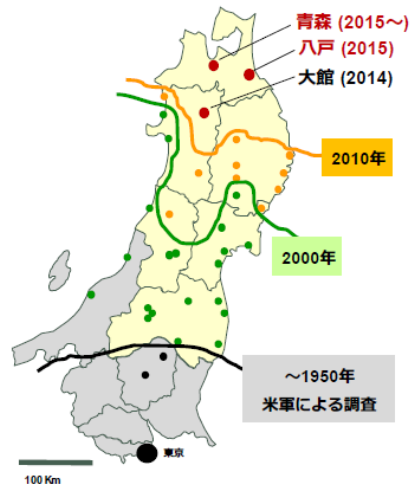 青森 (2015~)
八戸 (2015)
大館 (2014)
2010年
2000年
~1950年
米軍による調査
東京
100 Km